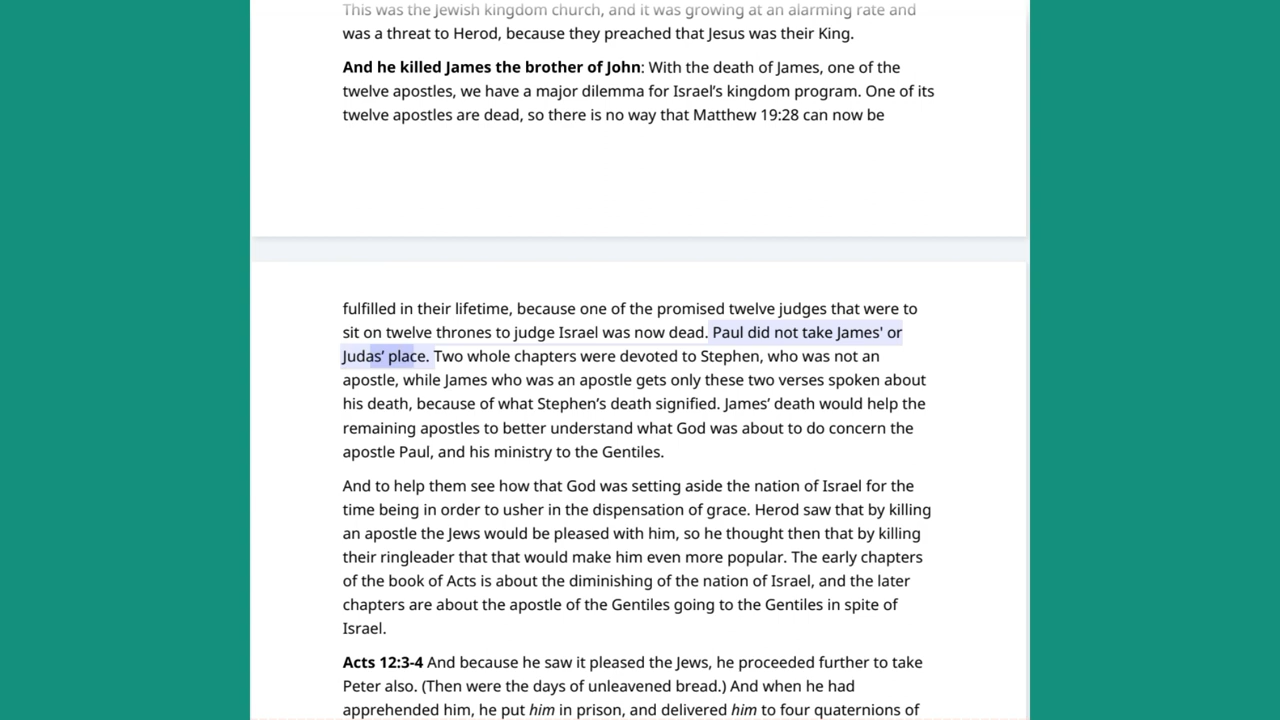 This was the Jewish kingdom church, and it was growing at an alarming rate and
was a threat to Herod, because they preached that Jesus was their King.
And he killed James the brother of John: With the death of James, one of the
twelve apostles, we have a major dilemma for Israel’s kingdom program. One of its
twelve apostles are dead, so there is no way that Matthew 19:28 can now be
fulfilled in their lifetime, because one of the promised twelve judges that were to
sit on twelve thrones to judge Israel was now dead. Paul did not take James' or
Judas’ place. Two whole chapters were devoted to Stephen, who was not an
apostle, while James who was an apostle gets only these two verses spoken about
his death, because of what Stephen’s death signified. James’ death would help the
remaining apostles to better understand what God was about to do concern the
apostle Paul, and his ministry to the Gentiles.
And to help them see how that God was setting aside the nation of Israel for the
time being in order to usher in the dispensation of grace. Herod saw that by killing
an apostle the Jews would be pleased with him, so he thought then that by killing
their ringleader that that would make him even more popular. The early chapters
of the book of Acts is about the diminishing of the nation of Israel, and the later
chapters are about the apostle of the Gentiles going to the Gentiles in spite of
Israel.
Acts 12:3-4 And because he saw it pleased the Jews, he proceeded further to take
Peter also. (Then were the days of unleavened bread.) And when he had
apprehended him, he put him in prison, and delivered him to four quaternions of